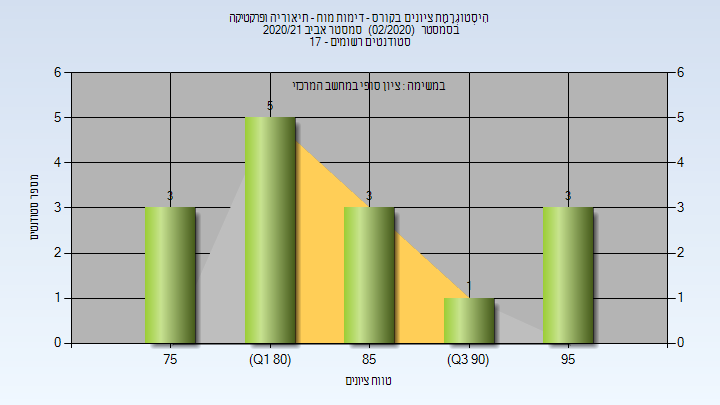 היסטוגרמת ציונים בקורס - דימות מוח - תיאוריה ופרקטיקה
בסמסטר (02/2020) סמסטר אביב 2020/21
סטודנטים רשומים - 17
במשימה : ציון סופי במחשב המרכזי
6 6
5 5
4 4
3 3
2 2
1 1
0 0
3 5 3 1 3
מספר סטודנטים
75 (Q1 80) 85 (Q3 90) 95
טווח ציונים